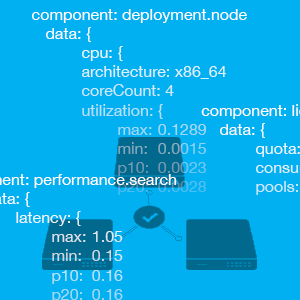 component: deployment.node
data: {
cpu: {
architecture: x86_64
coreCount: 4
utilization: {
max: 0.1289
min: 0.0015
p10: 0.0023
p20: 0.0028
component: li
data: {
quota:
consu
pools:
nent: performance.search
ata: {
latency: {
max: 1.05
min: 0.15
p10: 0.16
p20: 0.16